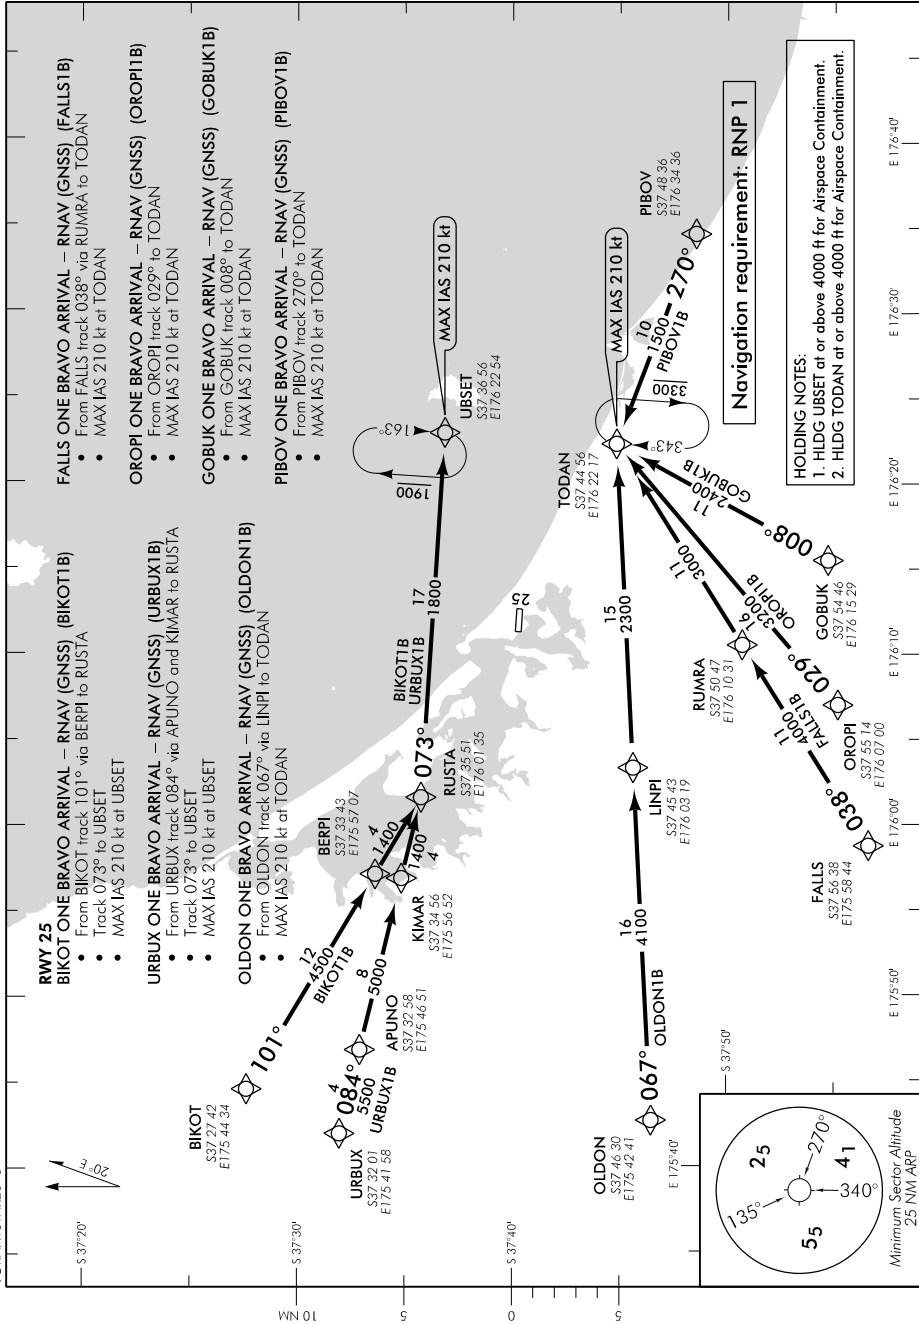 RWY 25
BIKOT ONE BRAVO ARRIVAL – RNAV (GNSS) (BIKOT1B)
• From BIKOT track 101° via BERPI to RUSTA
• Track 073° to UBSET
• MAX IAS 210 kt at UBSET
URBUX ONE BRAVO ARRIVAL – RNAV (GNSS) (URBUX1B)
• From URBUX track 084° via APUNO and KIMAR to RUSTA
• Track 073° to UBSET
• MAX IAS 210 kt at UBSET
OLDON ONE BRAVO ARRIVAL – RNAV (GNSS) (OLDON1B)
• From OLDON track 067° via LINPI to TODAN
• MAX IAS 210 kt at TODAN
FALLS ONE BRAVO ARRIVAL – RNAV (GNSS) (FALLS1B)
• From FALLS track 038° via RUMRA to TODAN
• MAX IAS 210 kt at TODAN
OROPI ONE BRAVO ARRIVAL – RNAV (GNSS) (OROPI1B)
• From OROPI track 029° to TODAN
• MAX IAS 210 kt at TODAN
GOBUK ONE BRAVO ARRIVAL – RNAV (GNSS) (GOBUK1B)
• From GOBUK track 008° to TODAN
• MAX IAS 210 kt at TODAN
PIBOV ONE BRAVO ARRIVAL – RNAV (GNSS) (PIBOV1B)
• From PIBOV track 270° to TODAN
• MAX IAS 210 kt at TODAN
20° E
S 37°20'
S 37°30'
S 37°40'
S 37°50'
10 NM
5
0
5
BIKOT
S37 27 42
E175 44 34
101°
12
4500
BIKOT1B
URBUX
S37 32 01
E175 41 58
084°
4
5500
URBUX1B
APUNO
S37 32 58
E175 46 51
8
5000
BERPI
S37 33 43
E175 57 07
4
1400
KIMAR
S37 34 56
E175 56 52
1400
4
RUSTA
S37 35 51
E176 01 35
073°
BIKOT1B
URBUX1B
17
1800
1900
163°
UBSET
S37 36 56
E176 22 54
MAX IAS 210 kt
25
OLDON
S37 46 30
E175 42 41
067°
OLDON1B
16
4100
LINPI
S37 45 43
E176 03 19
15
2300
TODAN
S37 44 56
E176 22 17
MAX IAS 210 kt
343°
3300
PIBOV
S37 48 36
E176 34 36
270°
10
1500
PIBOV1B
FALLS
S37 56 38
E175 58 44
038°
11
4000
FALLS1B
RUMRA
S37 50 47
E176 10 31
11
3000
OROPI
S37 55 14
E176 07 00
029°
16
3200
OROPI1B
GOBUK
S37 54 46
E176 15 29
008°
11
2400
GOBUK1B
Navigation requirement: RNP 1
HOLDING NOTES:
1. HLDG UBSET at or above 4000 ft for Airspace Containment.
2. HLDG TODAN at or above 4000 ft for Airspace Containment.
E 175°40'
E 175°50'
E 176°00'
E 176°10'
E 176°20'
E 176°30'
E 176°40'
135°
25
270°
41
340°
55
Minimum Sector Altitude
25 NM ARP